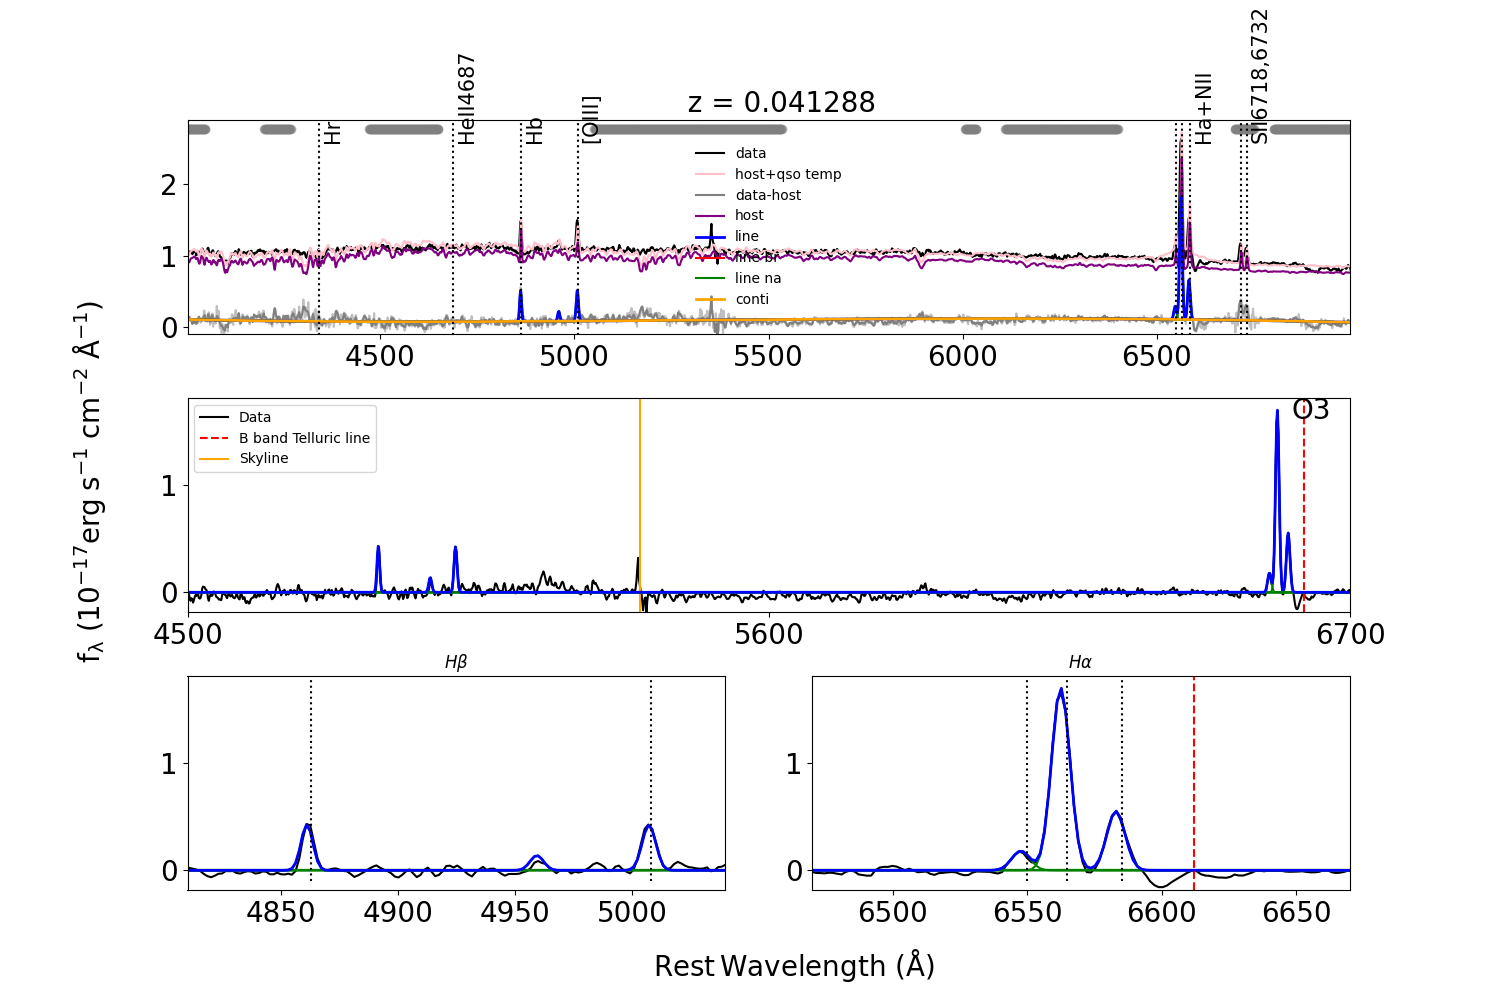 z = 0.041288
Hr
HeII4687
Hb
[OIII]
Ha+NII
SII6718,6732
data
host+qso temp
data-host
host
line
line br
line na
conti
2
1
0
4500
5000
5500
6000
6500
fλ (10−17erg s−1 cm−2 Å−1)
Data
B band Telluric line
Skyline
O3
1
0
4500
5600
6700
Hβ
1
0
4850
4900
4950
5000
Hα
1
0
6500
6550
6600
6650
Rest Wavelength (Å)